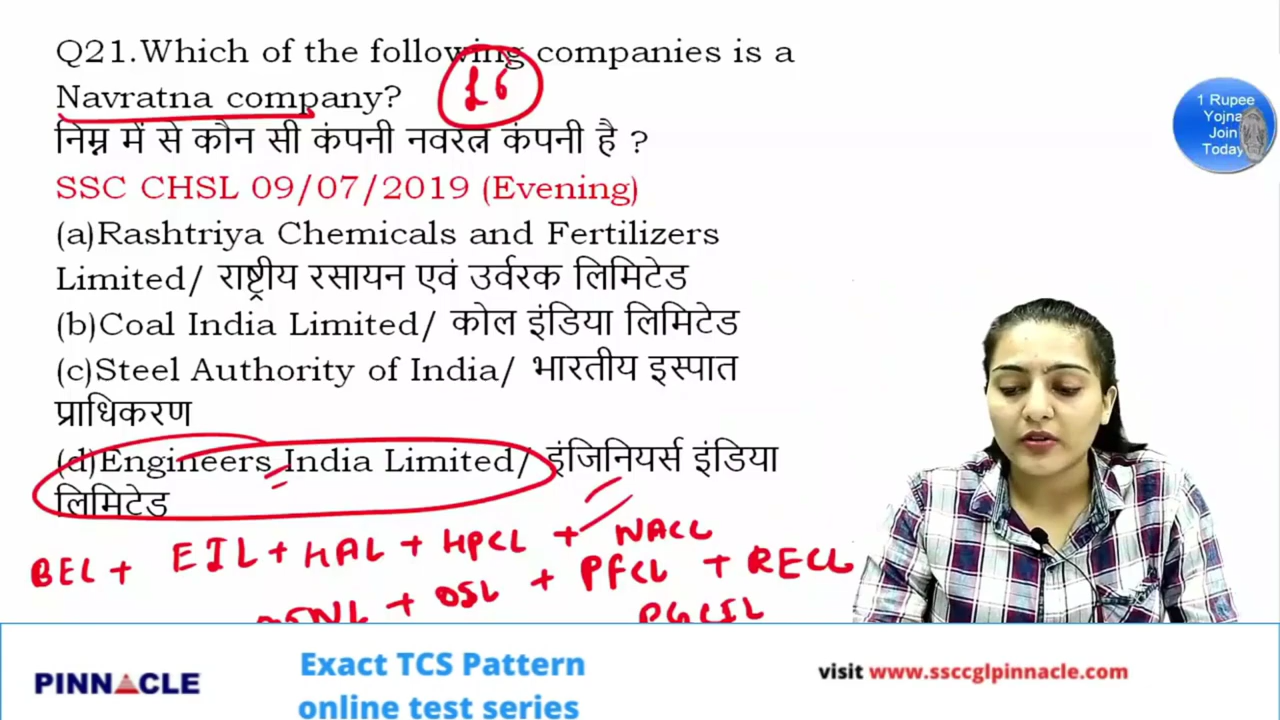 Q21.Which of the following companies is a
Navratna company? 16
निम्न में से कौन सी कंपनी नवरत्न कंपनी है ?
SSC CHSL 09/07/2019 (Evening)
(a)Rashtriya Chemicals and Fertilizers
Limited/ राष्ट्रीय रसायन एवं उर्वरक लिमिटेड
(b)Coal India Limited/ कोल इंडिया लिमिटेड
(c)Steel Authority of India/ भारतीय इस्पात
प्राधिकरण
(d)Engineers India Limited/ इंजिनियर्स इंडिया
लिमिटेड
BEL + EIL + HAL + HPCL + NACL
+ OSL + PFCL + RECL
PGCIL
1 Rupee
Yojna
Join
Today
PINNACLE
Exact TCS Pattern
online test series
visit www.ssccglpinnacle.com